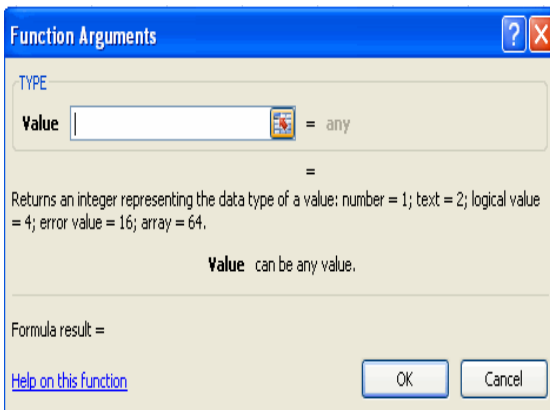 Function Arguments
TYPE
Value = any
=
Returns an integer representing the data type of a value: number = 1; text = 2; logical value
= 4; error value = 16; array = 64.
Value can be any value.
Formula result =
Help on this function OK Cancel